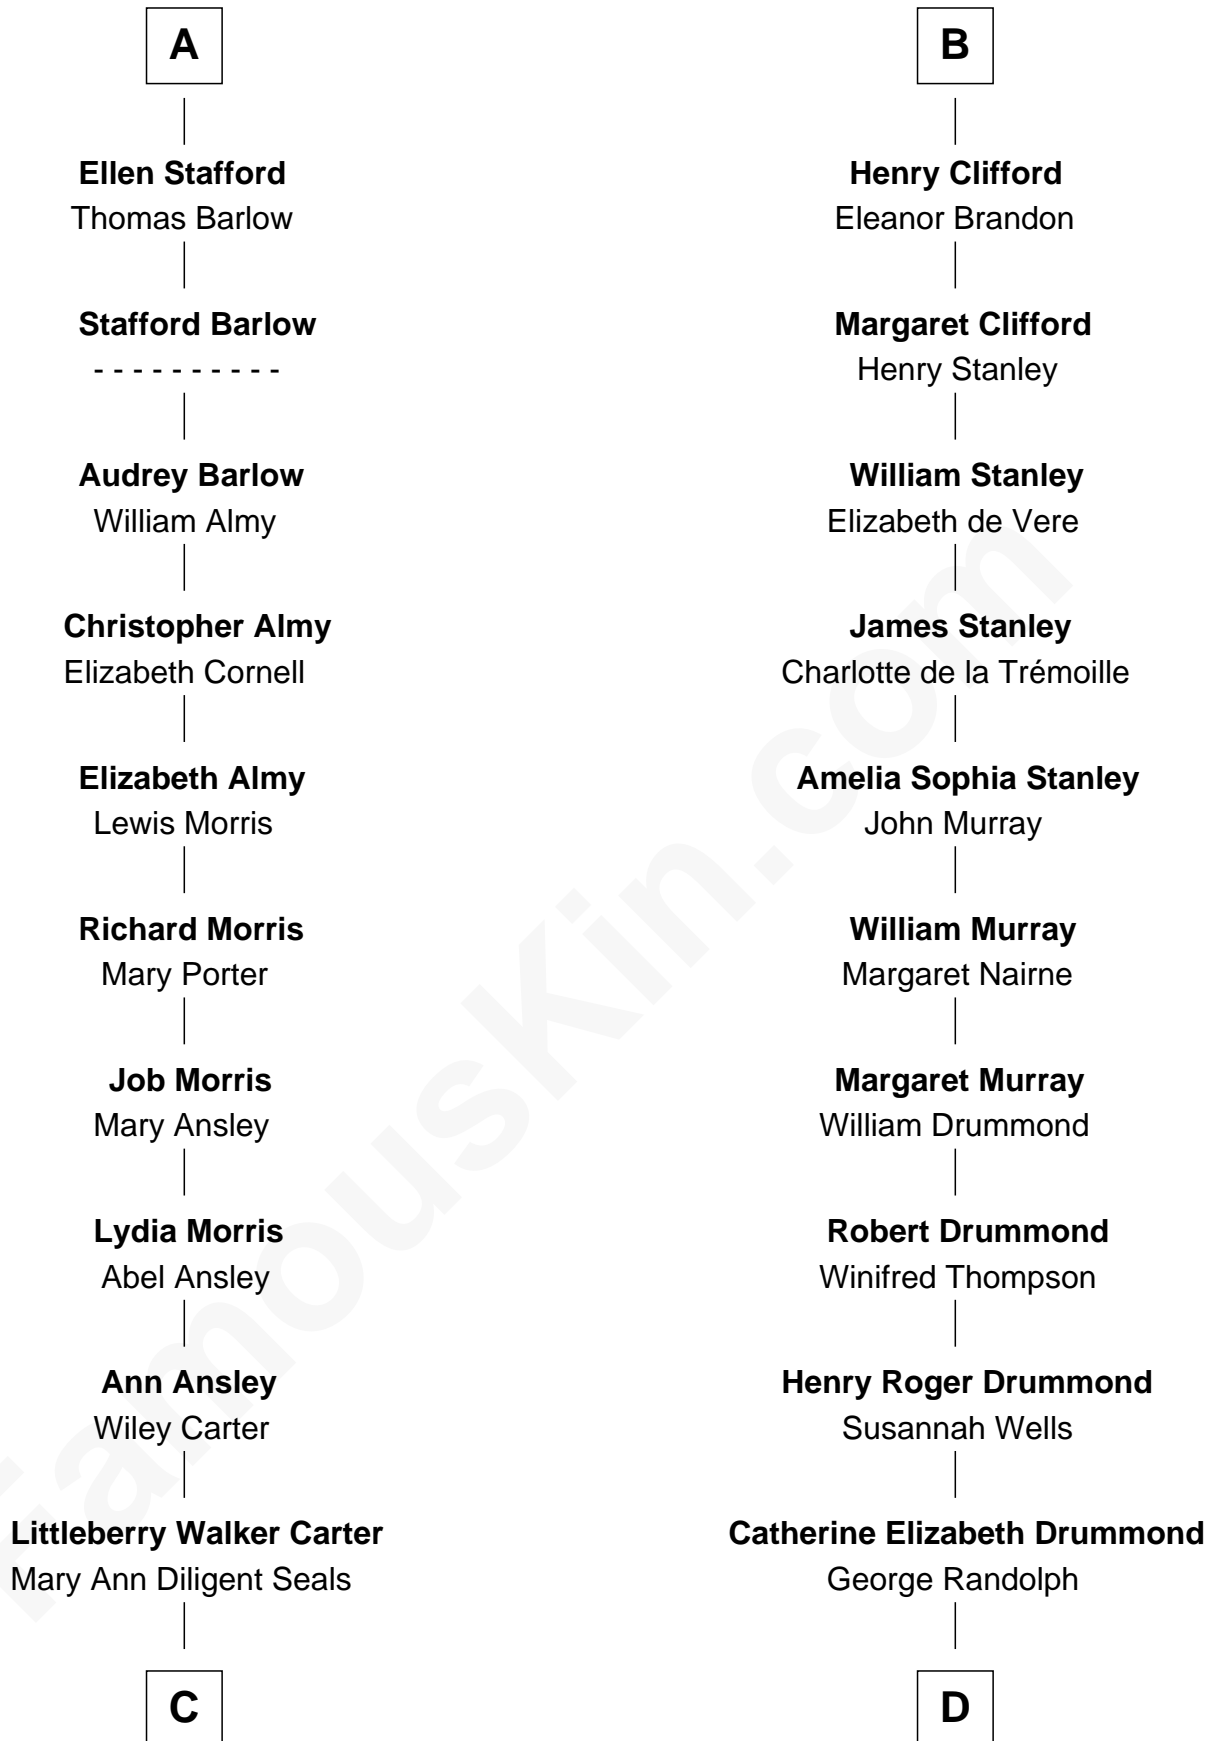 A
Ellen Stafford
Thomas Barlow
Stafford Barlow
- - - - - - - - - -
Audrey Barlow
William Almy
Christopher Almy
Elizabeth Cornell
Elizabeth Almy
Lewis Morris
Richard Morris
Mary Porter
Job Morris
Mary Ansley
Lydia Morris
Abel Ansley
Ann Ansley
Wiley Carter
Littleberry Walker Carter
Mary Ann Diligent Seals
C
B
Henry Clifford
Eleanor Brandon
Margaret Clifford
Henry Stanley
William Stanley
Elizabeth de Vere
James Stanley
Charlotte de la Trémoille
Amelia Sophia Stanley
John Murray
William Murray
Margaret Nairne
Margaret Murray
William Drummond
Robert Drummond
Winifred Thompson
Henry Roger Drummond
Susannah Wells
Catherine Elizabeth Drummond
George Randolph
D
FamousKin.com